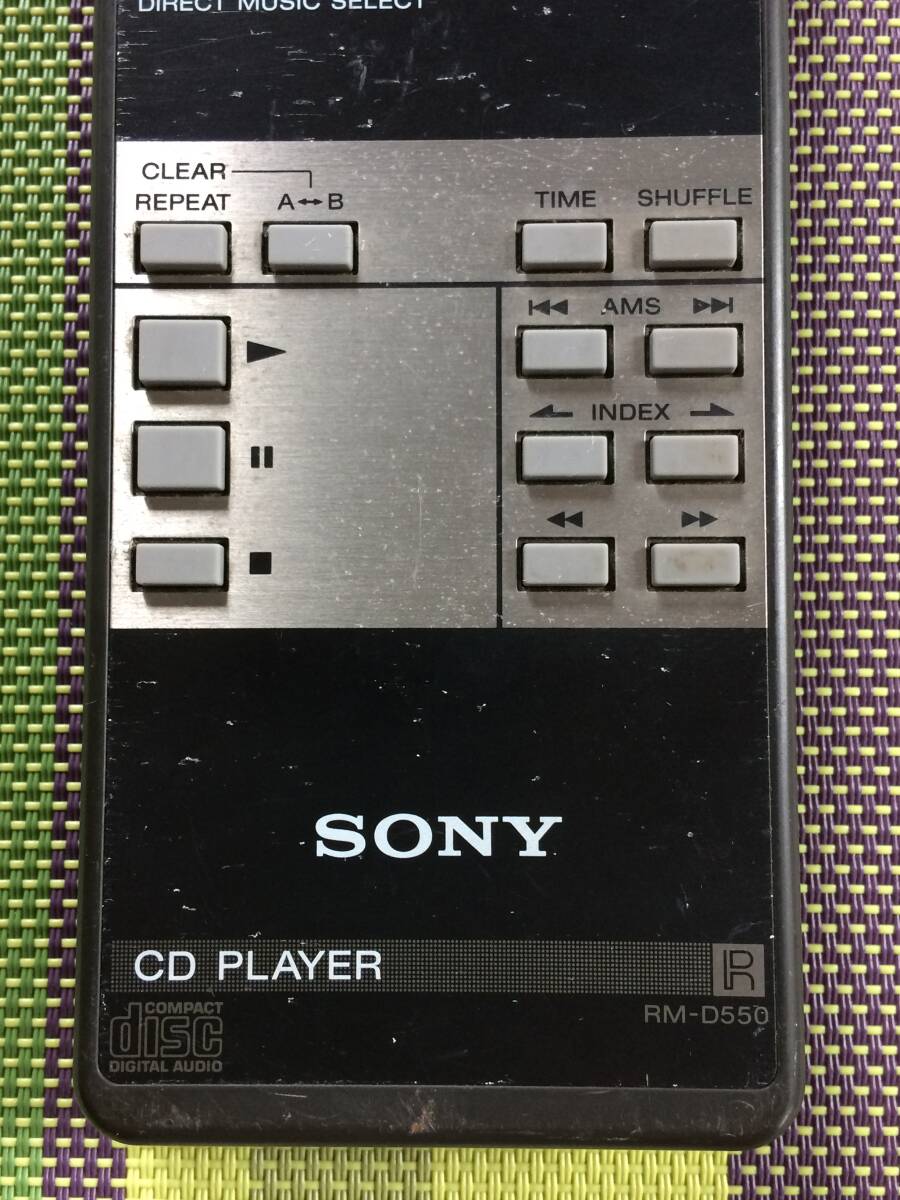 DIRECT MUSIC SELECT
CLEAR
REPEAT A↔B TIME SHUFFLE
AMS
INDEX
SONY
CD PLAYER R
RM-D550
COMPACT
disc
DIGITAL AUDIO